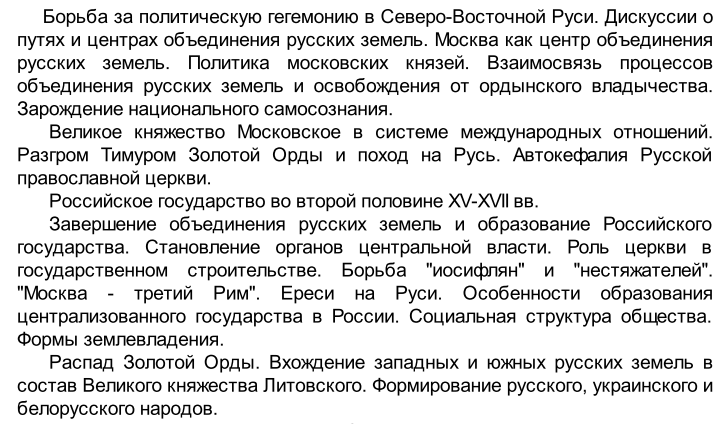 Борьба за политическую гегемонию в Северо-Восточной Руси. Дискуссии о
путях и центрах объединения русских земель. Москва как центр объединения
русских земель. Политика московских князей. Взаимосвязь процессов
объединения русских земель и освобождения от ордынского владычества.
Зарождение национального самосознания.
Великое княжество Московское в системе международных отношений.
Разгром Тимуром Золотой Орды и поход на Русь. Автокефалия Русской
православной церкви.
Российское государство во второй половине XV-XVII вв.
Завершение объединения русских земель и образование Российского
государства. Становление органов центральной власти. Роль церкви в
государственном строительстве. Борьба "иосифлян" и "нестяжателей".
"Москва - третий Рим". Ереси на Руси. Особенности образования
централизованного государства в России. Социальная структура общества.
Формы землевладения.
Распад Золотой Орды. Вхождение западных и южных русских земель в
состав Великого княжества Литовского. Формирование русского, украинского и
белорусского народов.